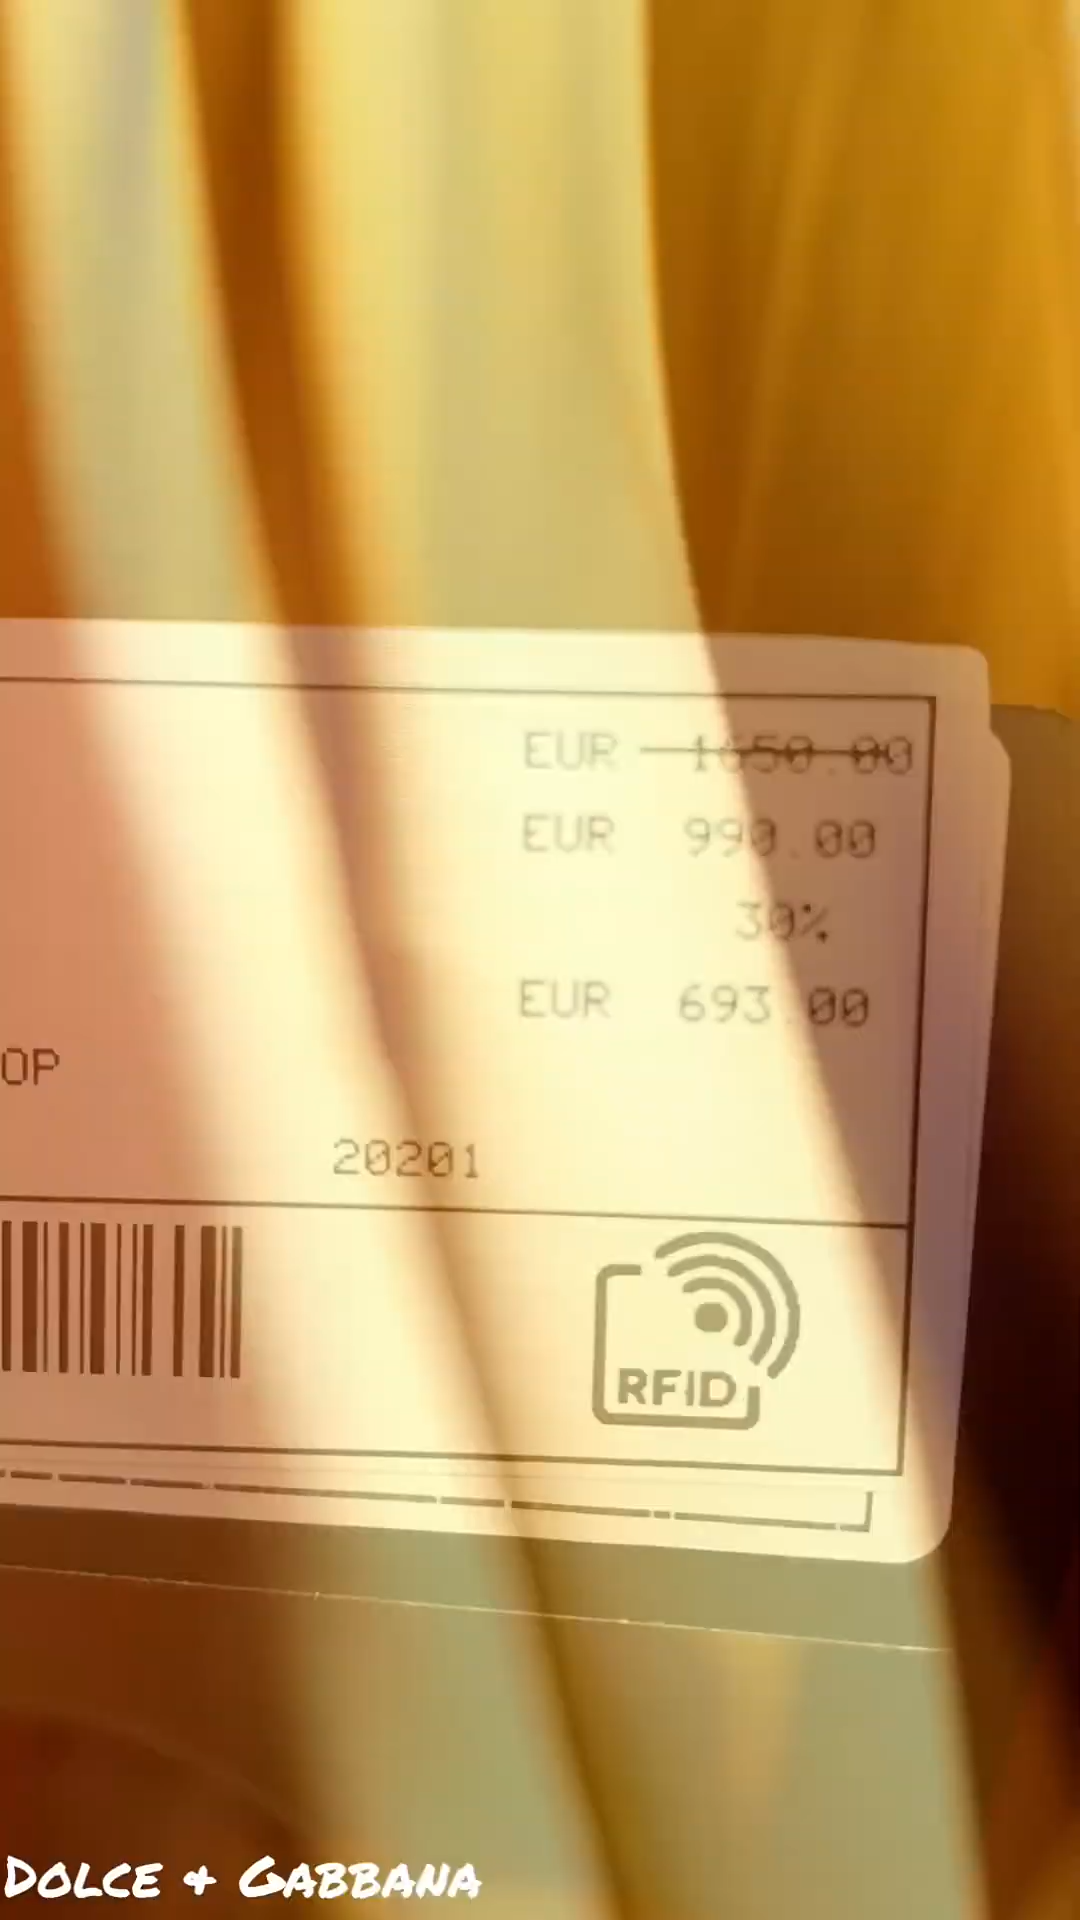 EUR 1650.00
EUR 990.00
30%
EUR 693.00
OP
20201
RFID
DOLCE & GABBANA